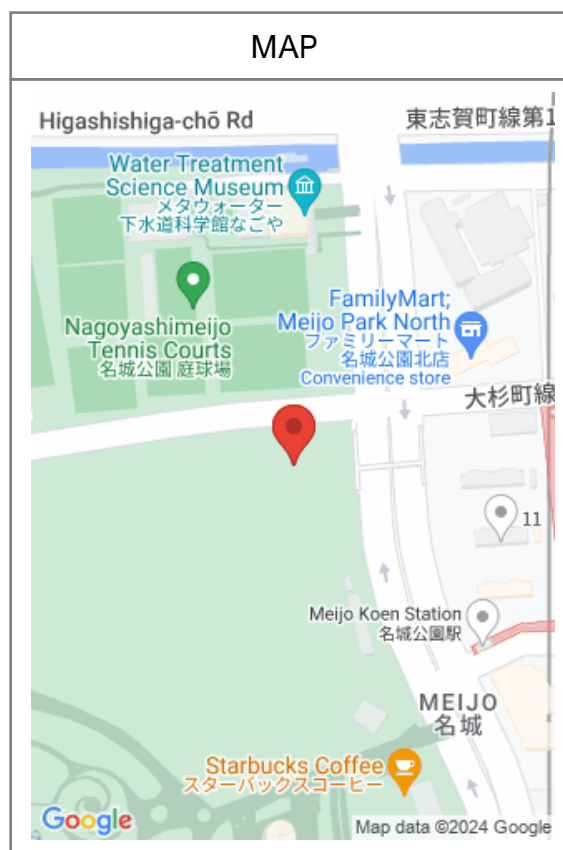 MAP
Higashishiga-chō Rd
東志賀町線第1
Water Treatment
Science Museum
メタウォーター
下水道科学館なごや
FamilyMart;
Meijo Park North
ファミリーマート
名城公園北店
Convenience store
Nagoyashimeijo
Tennis Courts
名城公園 庭球場
大杉町線
11
Meijo Koen Station
名城公園駅
MEIJO
名城
Starbucks Coffee
スターバックスコーヒー
Google
Map data ©2024 Google